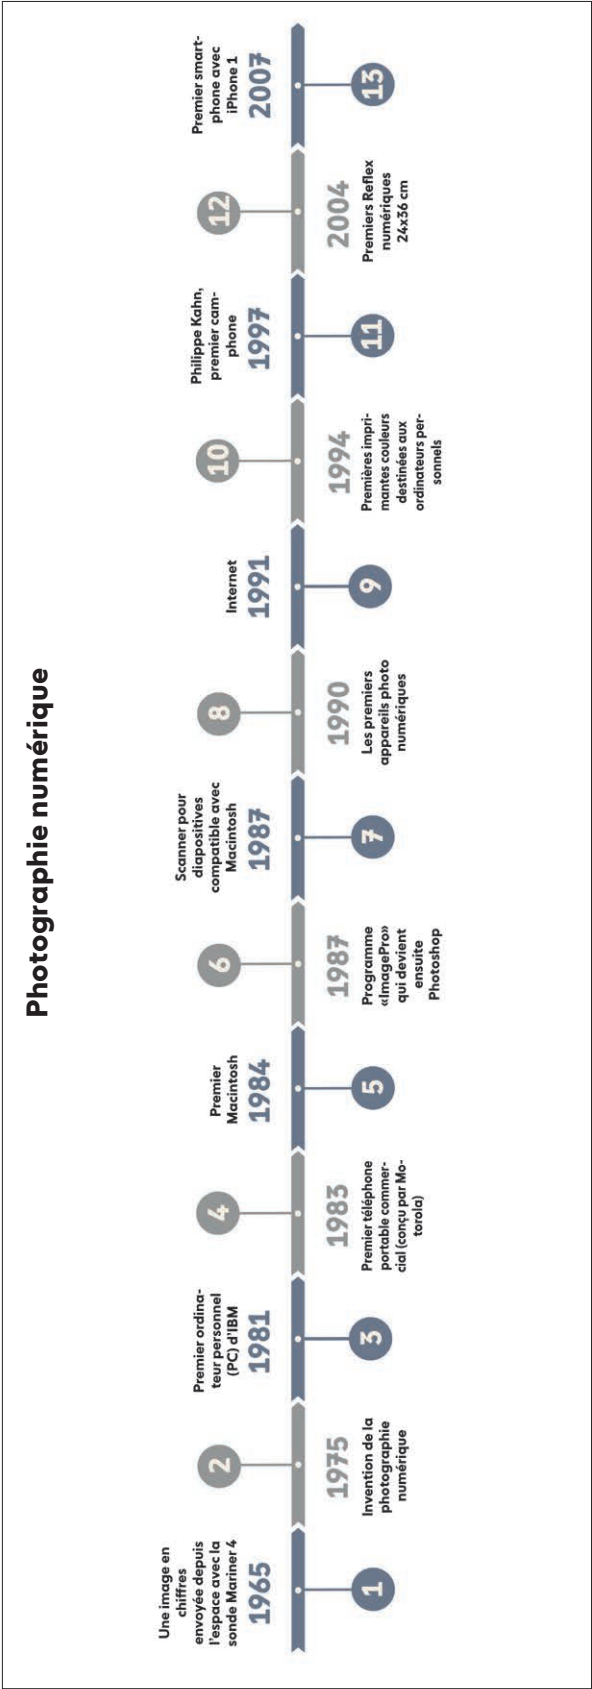 Photographie numérique
Une image en
chiffres
envoyée depuis
l'espace avec la
sonde Mariner 4
1965
1
2
1975
Invention de la
photographie
numérique
Premier ordina-
teur personnel
(PC) d'IBM
1981
3
4
1983
Premier téléphone
portable commer-
cial (conçu par Mo-
torola)
Premier
Macintosh
1984
5
6
1987
Programme
«ImagePro»
qui devient
ensuite
Photoshop
Scanner pour
diapositives
compatible avec
Macintosh
1987
7
8
1990
Les premiers
appareils photo
numériques
Internet
1991
9
10
1994
Premières impri-
mantes couleurs
destinées aux
ordinateurs per-
sonnels
Philippe Kahn,
premier cam-
phone
1997
11
12
2004
Premiers Reflex
numériques
24x36 cm
Premier smart-
phone avec
iPhone 1
2007
13